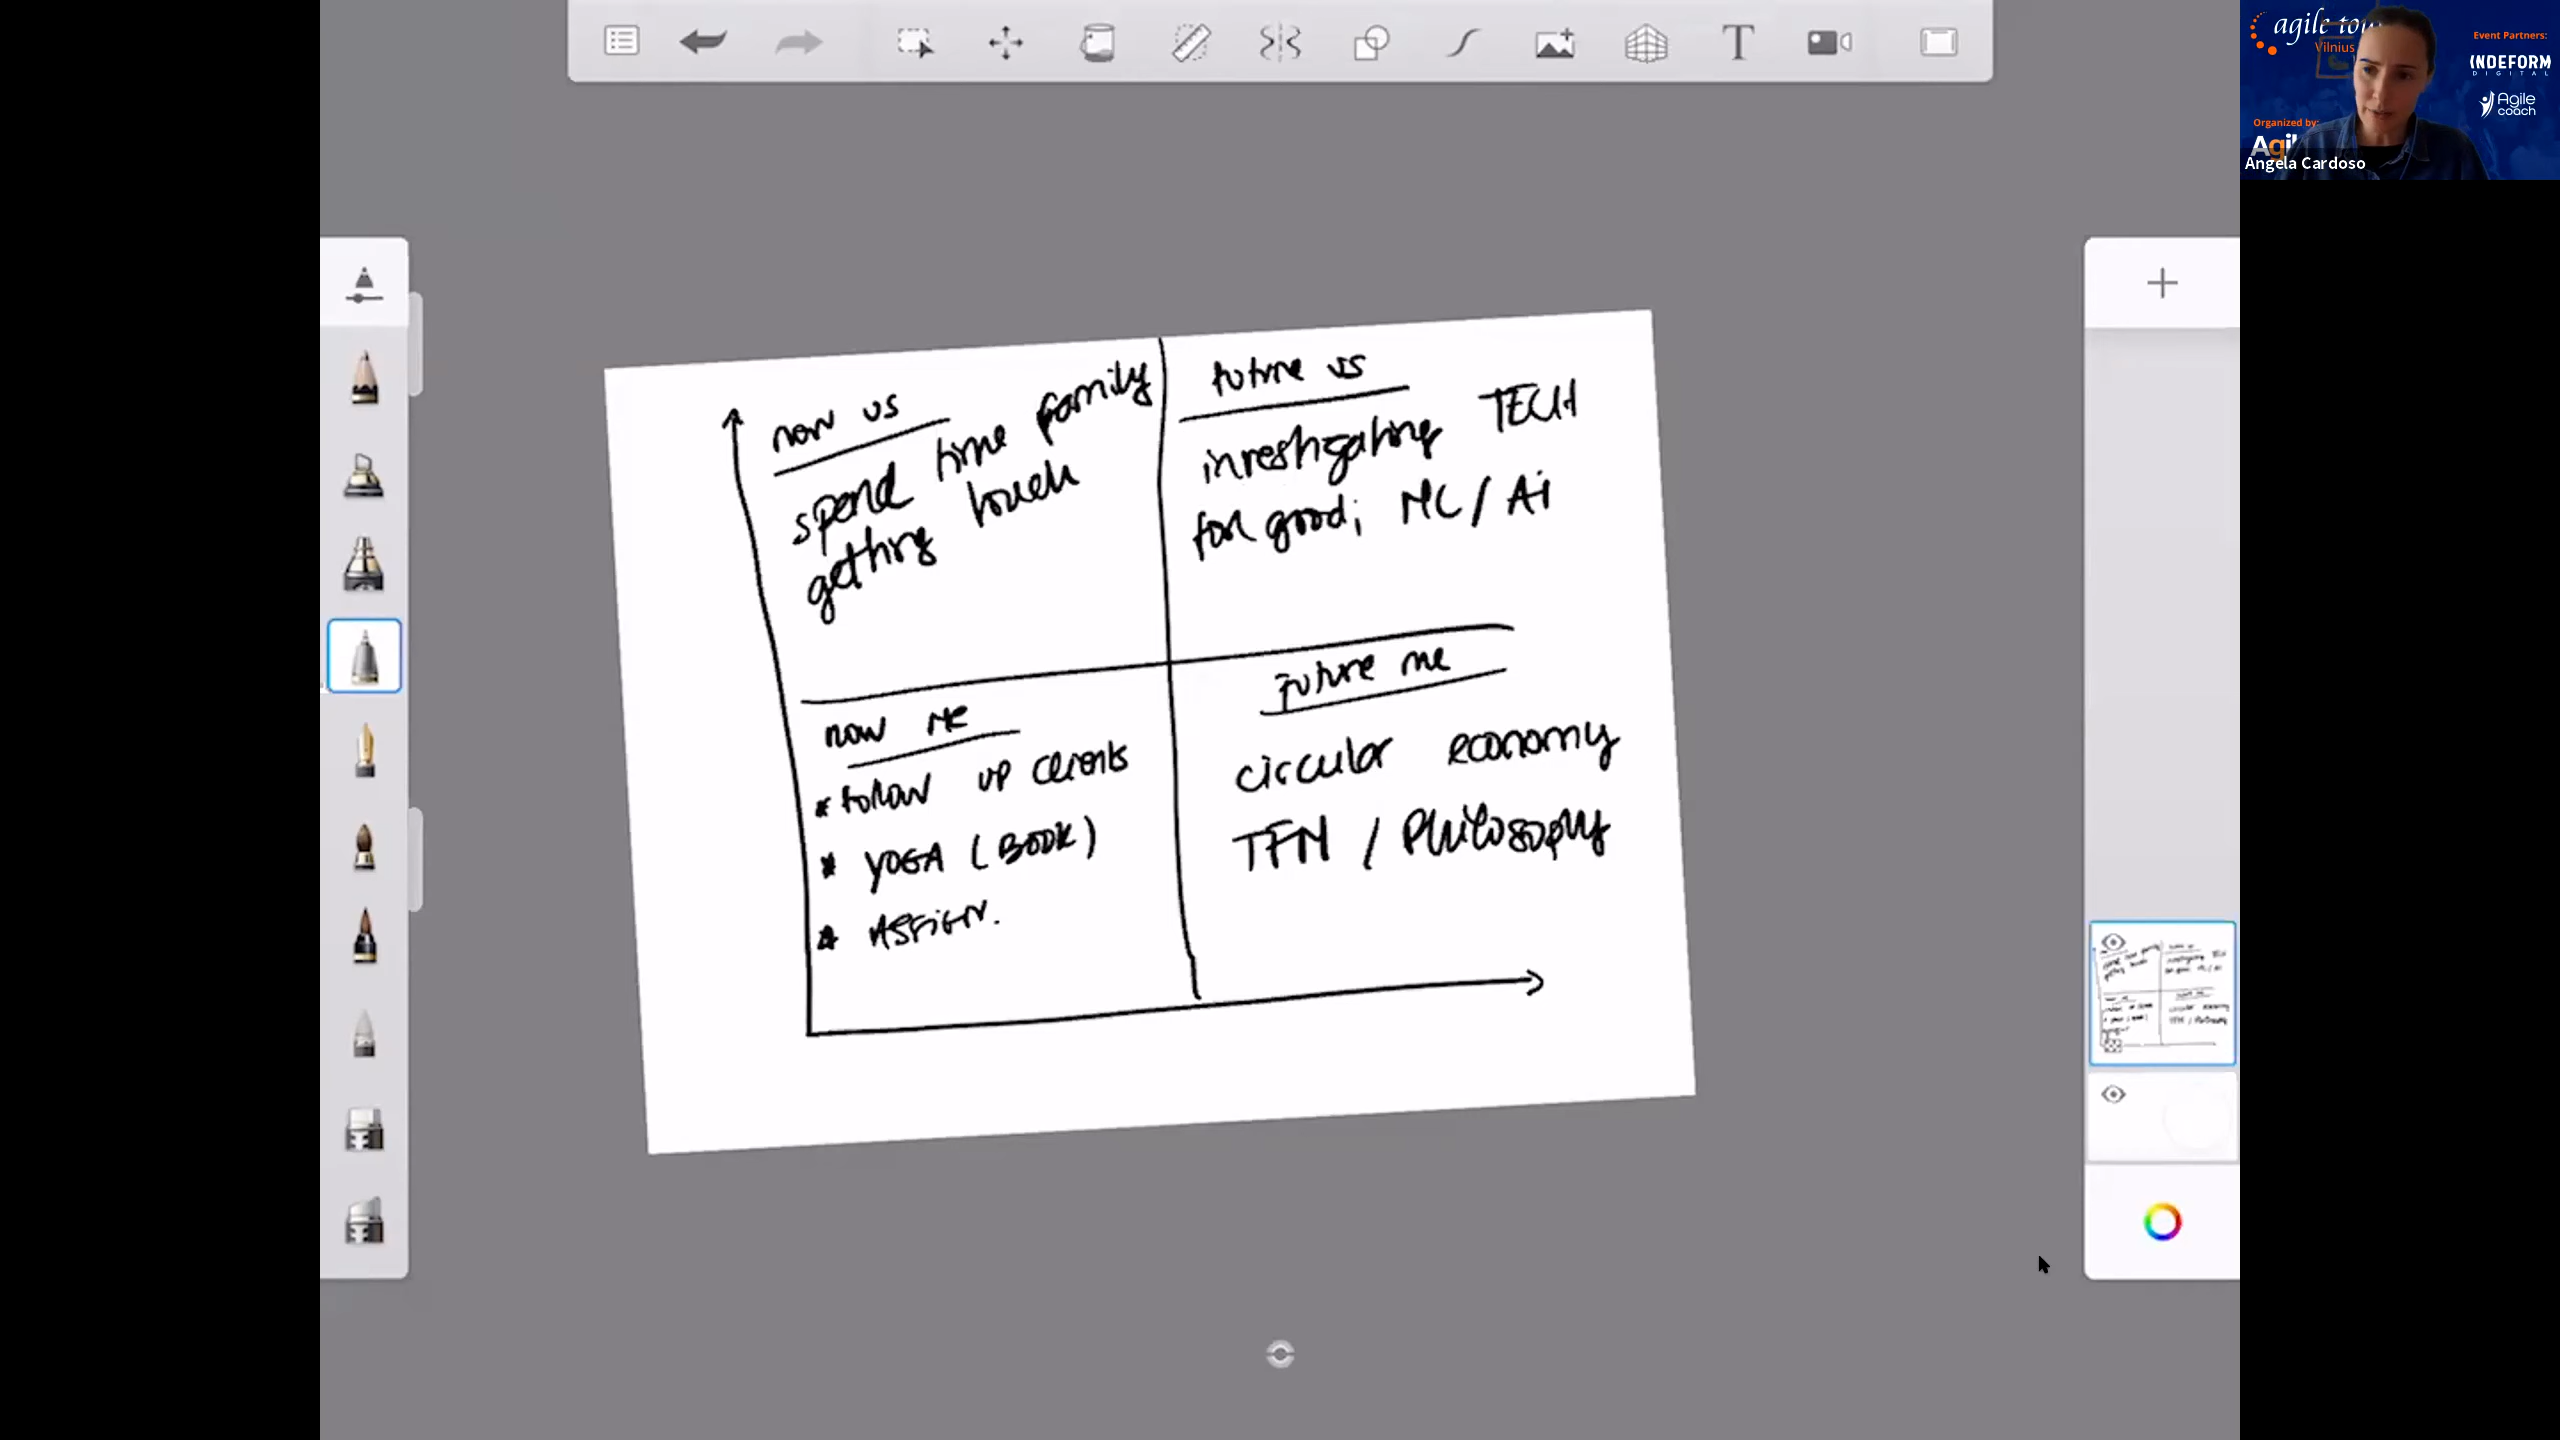 now us
spend time family
getting touch
future us
investigating TECH
for good; ML/Ai
now ME
* follow up clients
* YOGA (BOOK)
* ASSIGN.
future me
circular economy
TFM / Philosophy
T
agile tou
Vilnius
Event Partners:
INDEFORM
DIGITAL
Agile
coach
Organized by:
Agil
Angela Cardoso